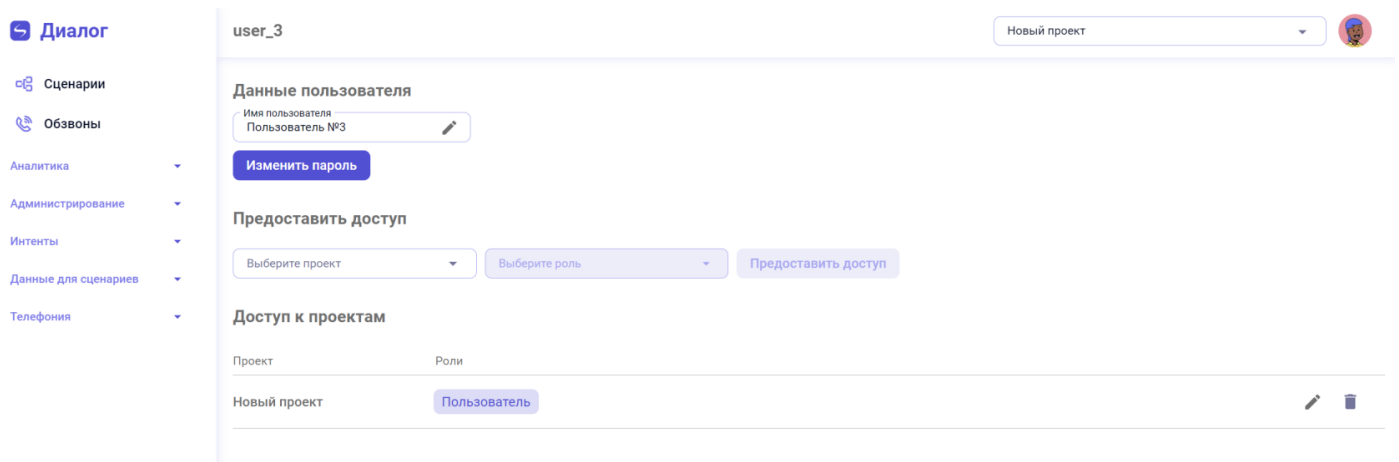 Диалог
user_3
Новый проект
Сценарии
Обзвоны
Аналитика
Администрирование
Интенты
Данные для сценариев
Телефония
Данные пользователя
Имя пользователя
Пользователь №3
Изменить пароль
Предоставить доступ
Выберите проект
Выберите роль
Предоставить доступ
Доступ к проектам
Проект
Роли
Новый проект
Пользователь